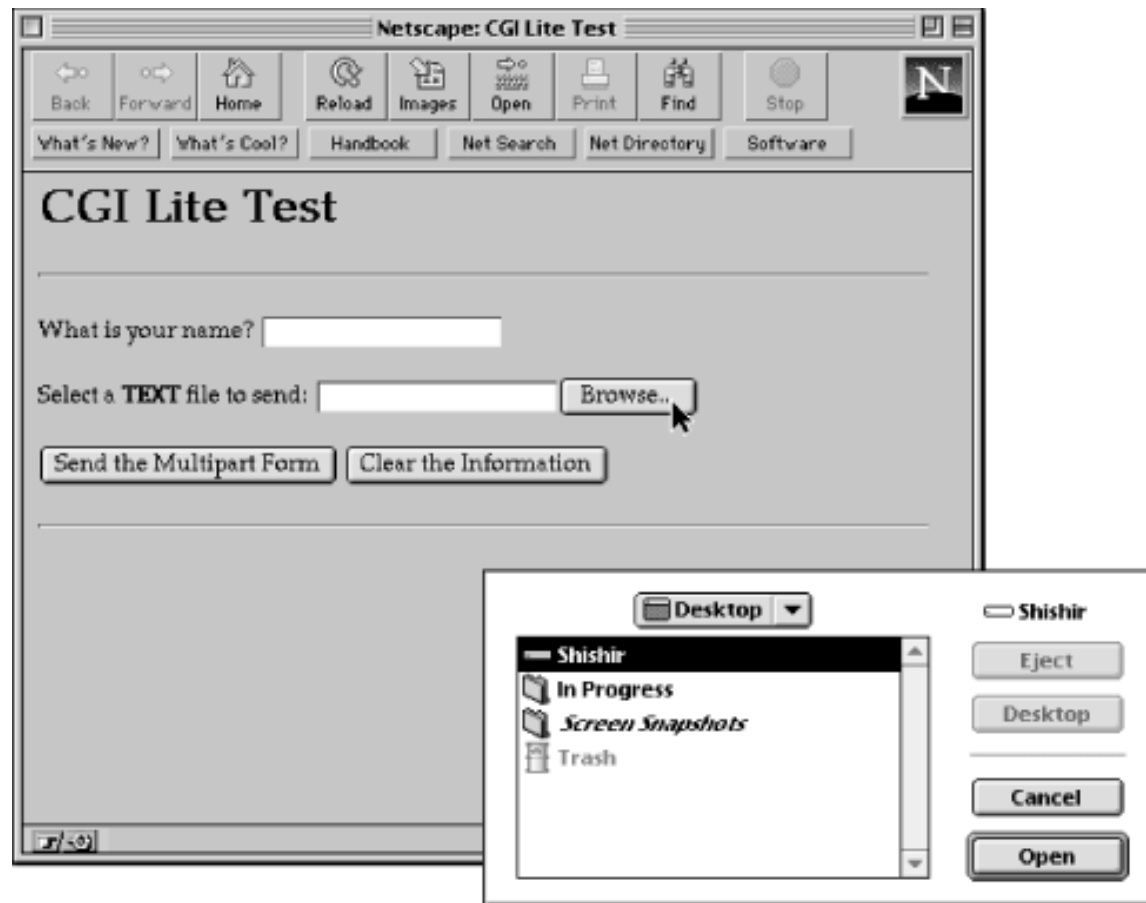 Netscape: CGI Lite Test
Back Forward Home Reload Images Open Print Find Stop N
What's New? What's Cool? Handbook Net Search Net Directory Software
CGI Lite Test
What is your name?
Select a TEXT file to send: Browse...
Send the Multipart Form Clear the Information
Desktop Shishir
Shishir
In Progress
Screen Snapshots
Trash
Eject
Desktop
Cancel
Open